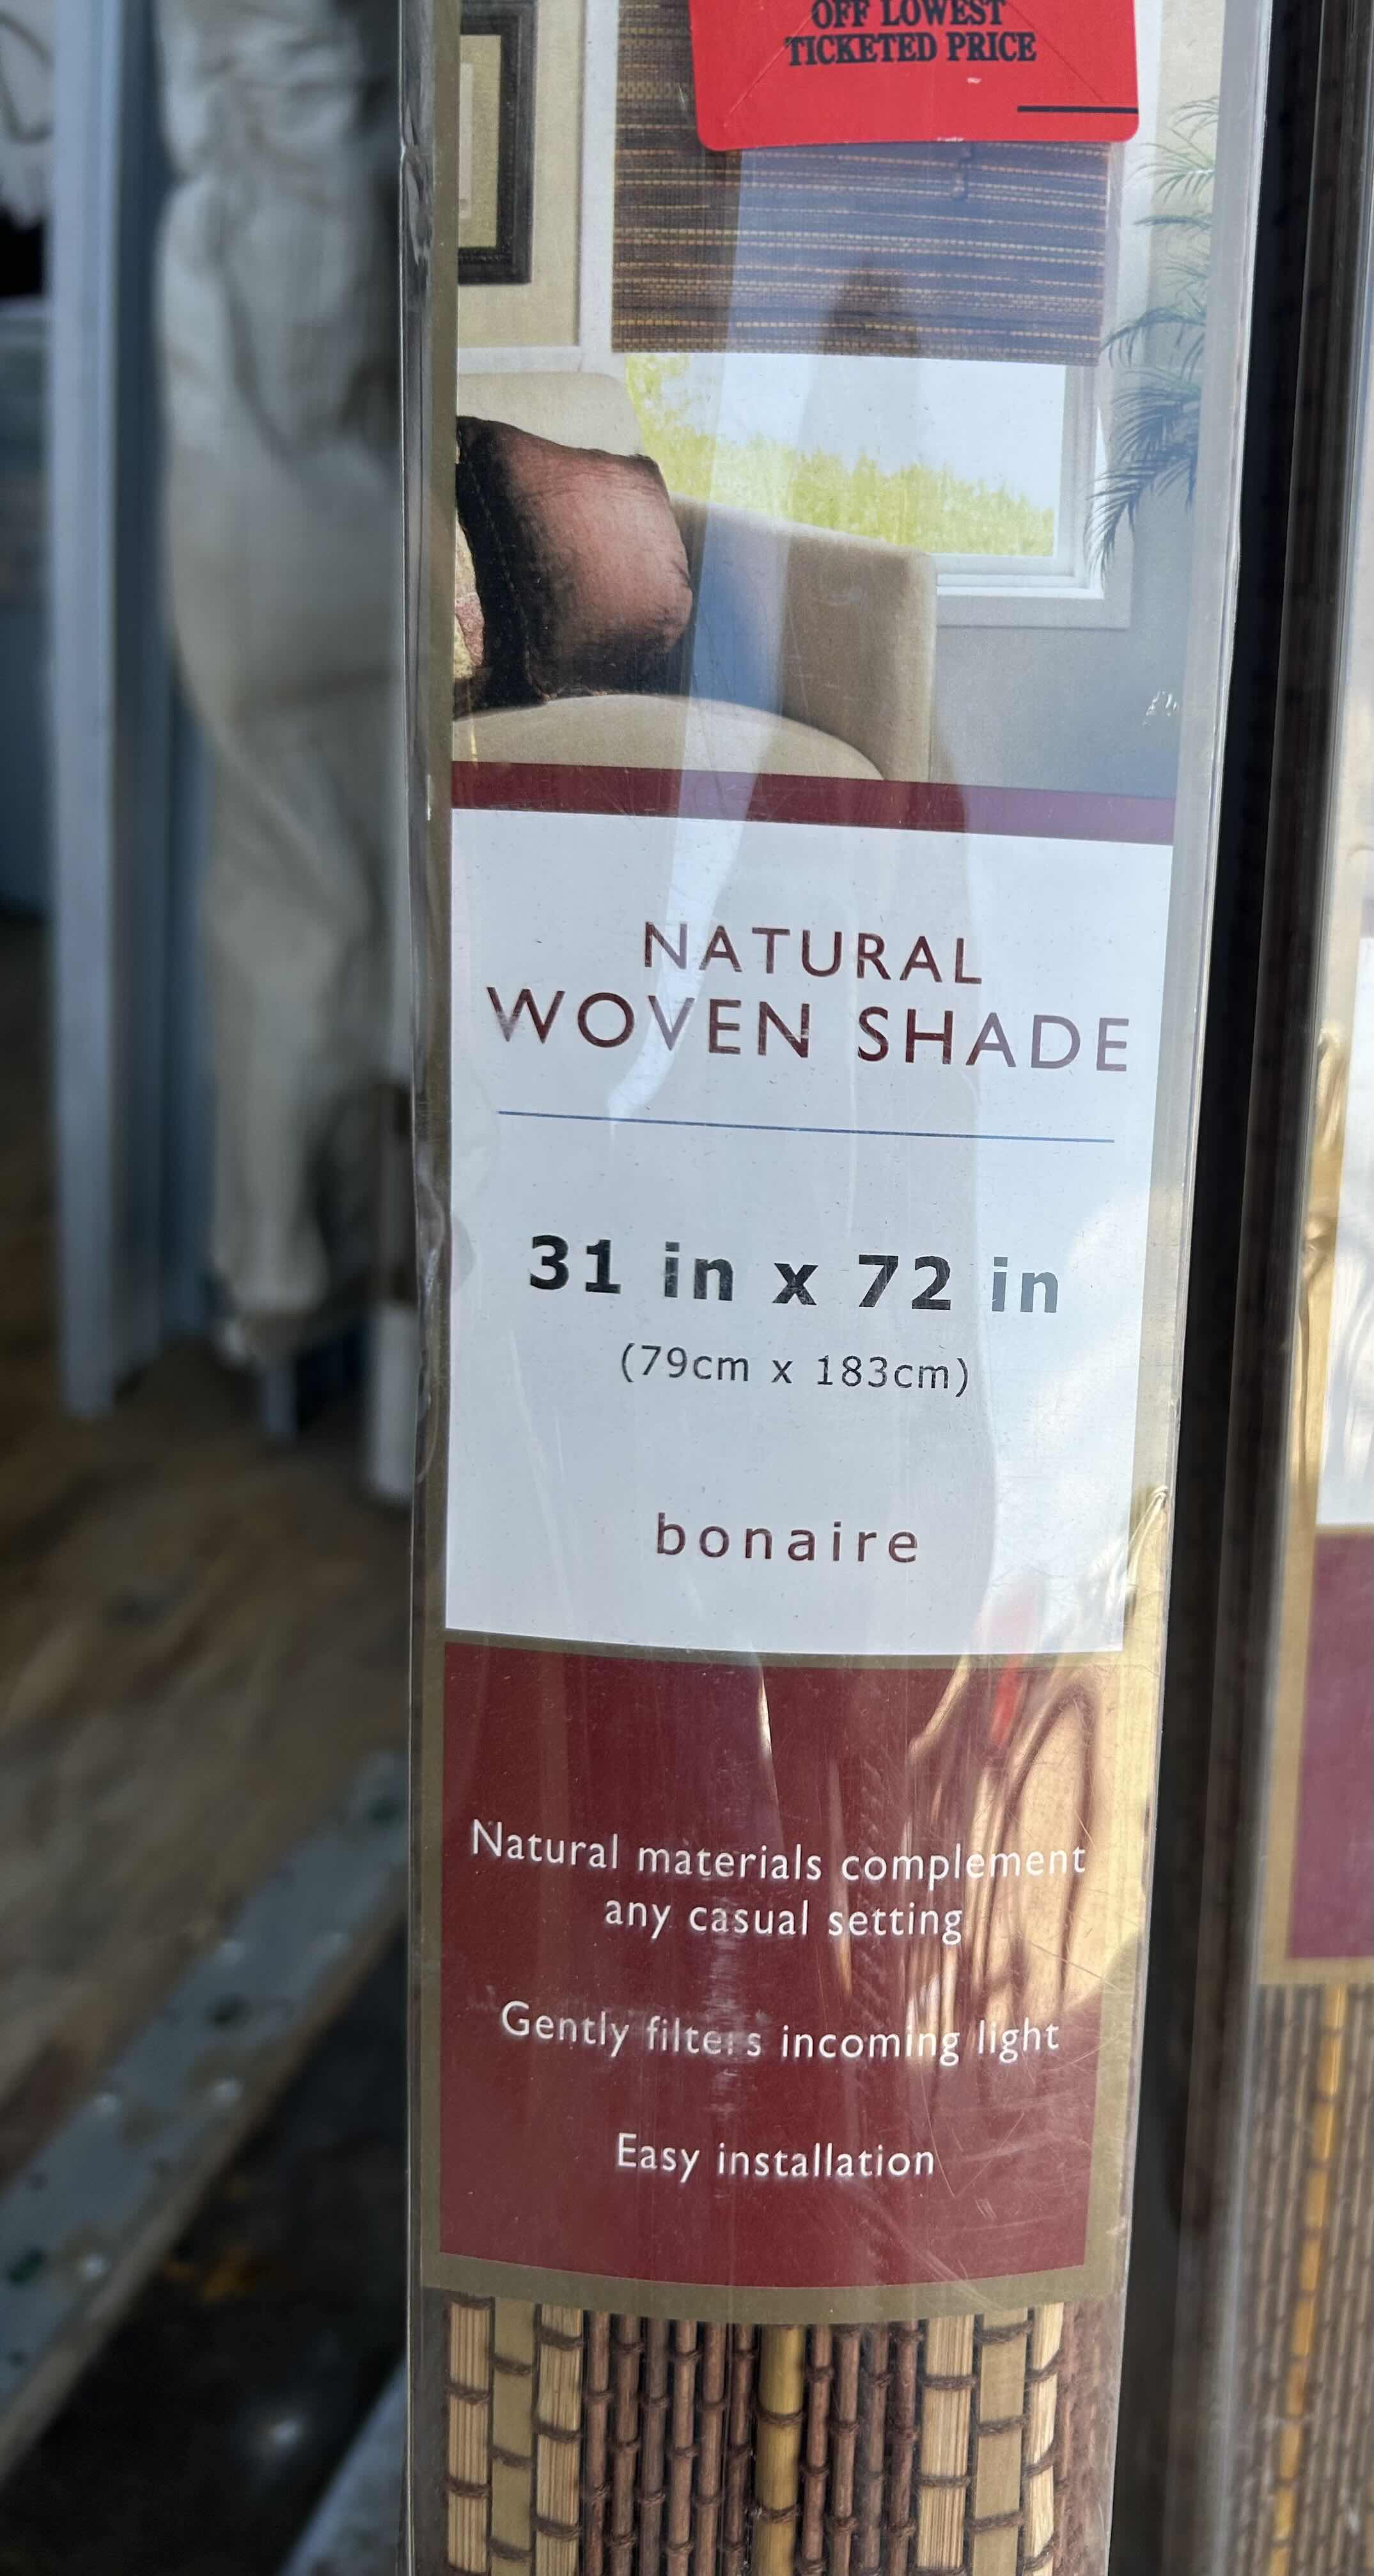 OFF LOWEST
TICKETED PRICE
NATURAL
WOVEN SHADE
31 in x 72 in
(79cm x 183cm)
bonaire
Natural materials complement
any casual setting
Gently filters incoming light
Easy installation